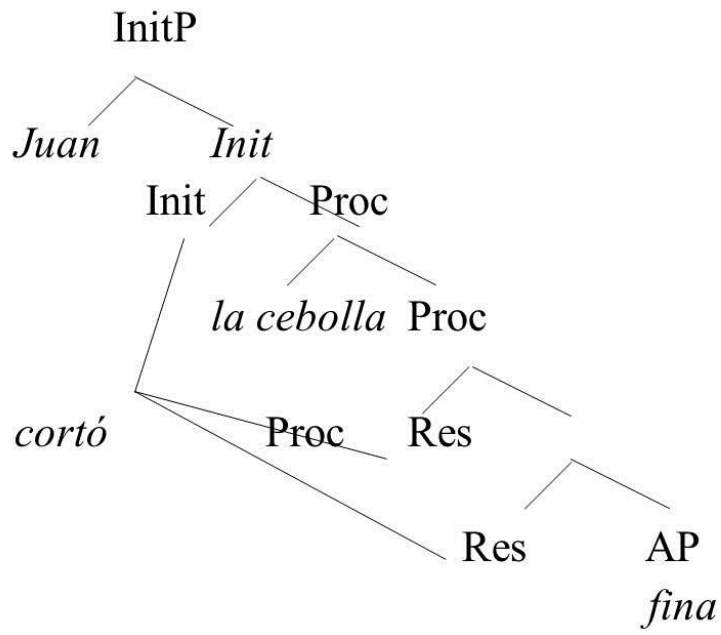 InitP
Juan Init
Init Proc
la cebolla Proc
cortó Proc Res
Res AP
fina